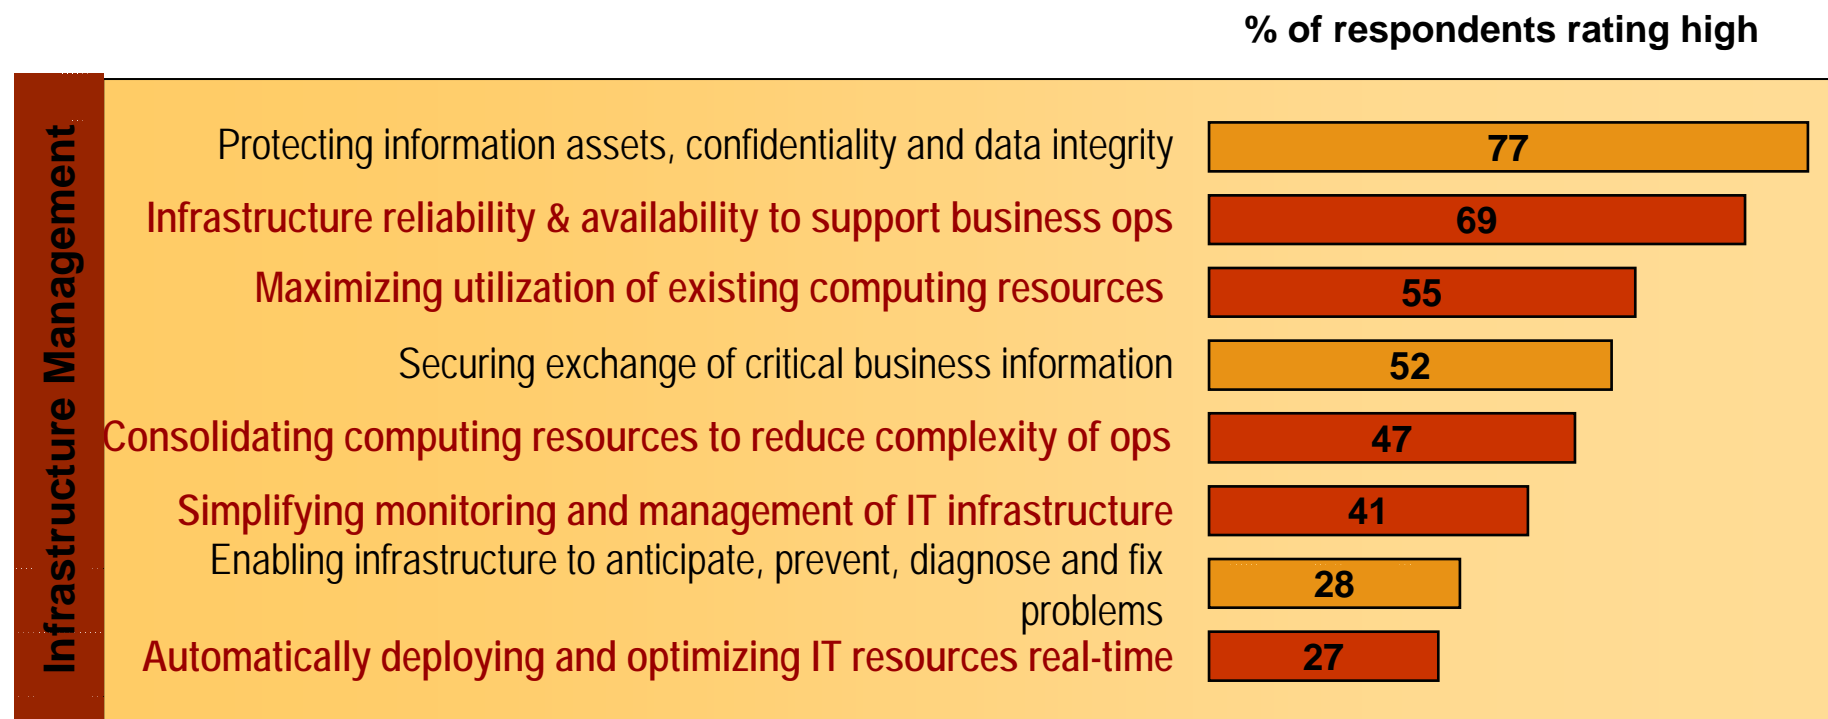 % of respondents rating high
Infrastructure Management
Protecting information assets, confidentiality and data integrity
77
Infrastructure reliability & availability to support business ops
69
Maximizing utilization of existing computing resources
55
Securing exchange of critical business information
52
Consolidating computing resources to reduce complexity of ops
47
Simplifying monitoring and management of IT infrastructure
41
Enabling infrastructure to anticipate, prevent, diagnose and fix
problems
28
Automatically deploying and optimizing IT resources real-time
27